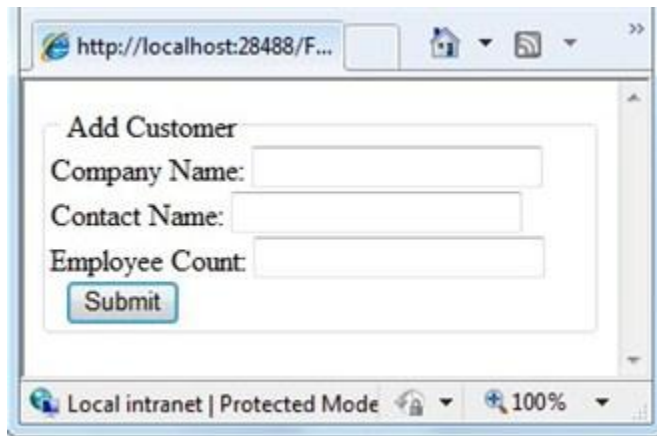 http://localhost:28488/F...
»
Add Customer
Company Name:
Contact Name:
Employee Count:
Submit
Local intranet | Protected Mode
100%